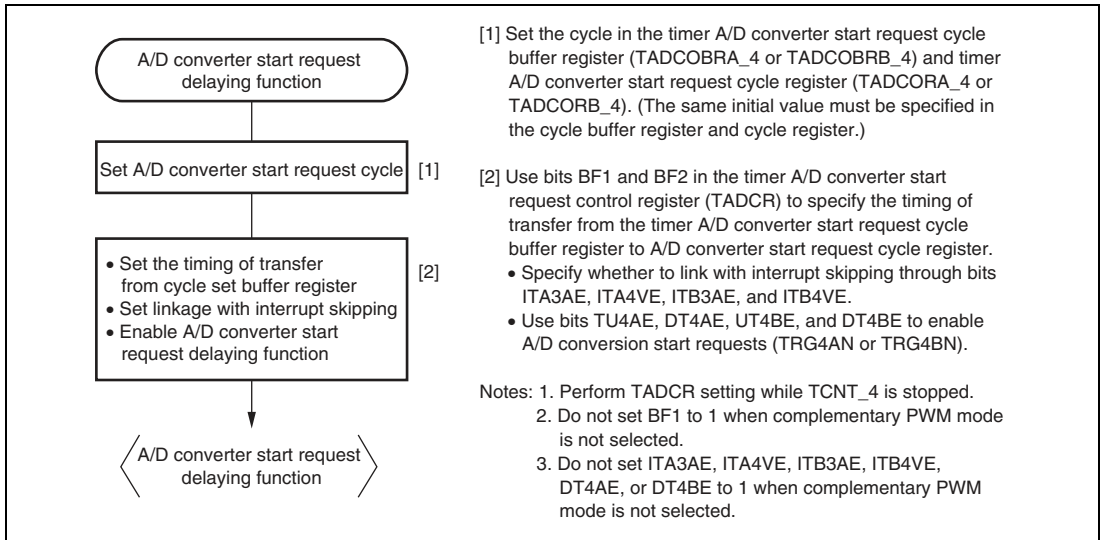 A/D converter start request
delaying function
Set A/D converter start request cycle [1]
• Set the timing of transfer
from cycle set buffer register
• Set linkage with interrupt skipping
• Enable A/D converter start
request delaying function
[2]
A/D converter start request
delaying function
[1] Set the cycle in the timer A/D converter start request cycle
buffer register (TADCOBRA_4 or TADCOBRB_4) and timer
A/D converter start request cycle register (TADCORA_4 or
TADCORB_4). (The same initial value must be specified in
the cycle buffer register and cycle register.)
[2] Use bits BF1 and BF2 in the timer A/D converter start
request control register (TADCR) to specify the timing of
transfer from the timer A/D converter start request cycle
buffer register to A/D converter start request cycle register.
• Specify whether to link with interrupt skipping through bits
ITA3AE, ITA4VE, ITB3AE, and ITB4VE.
• Use bits TU4AE, DT4AE, UT4BE, and DT4BE to enable
A/D conversion start requests (TRG4AN or TRG4BN).
Notes: 1. Perform TADCR setting while TCNT_4 is stopped.
2. Do not set BF1 to 1 when complementary PWM mode
is not selected.
3. Do not set ITA3AE, ITA4VE, ITB3AE, ITB4VE,
DT4AE, or DT4BE to 1 when complementary PWM
mode is not selected.